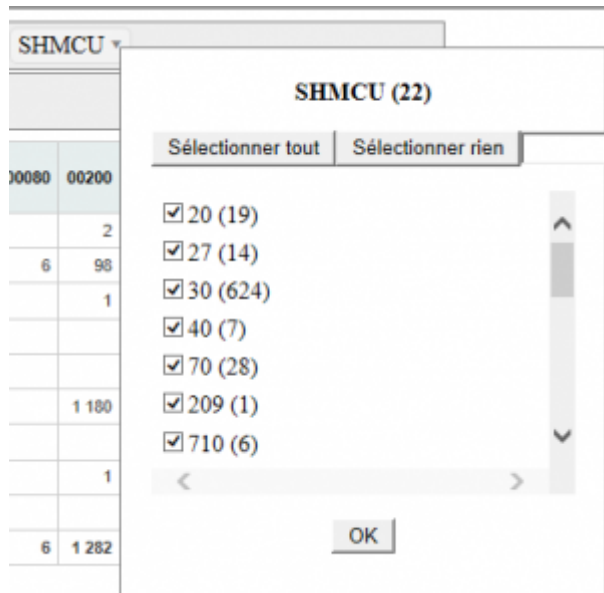 SHMCU
SHMCU (22)
Sélectionner tout Sélectionner rien
00080 00200
2
6 98
1
1 180
1
6 1 282
20 (19)
27 (14)
30 (624)
40 (7)
70 (28)
209 (1)
710 (6)
OK